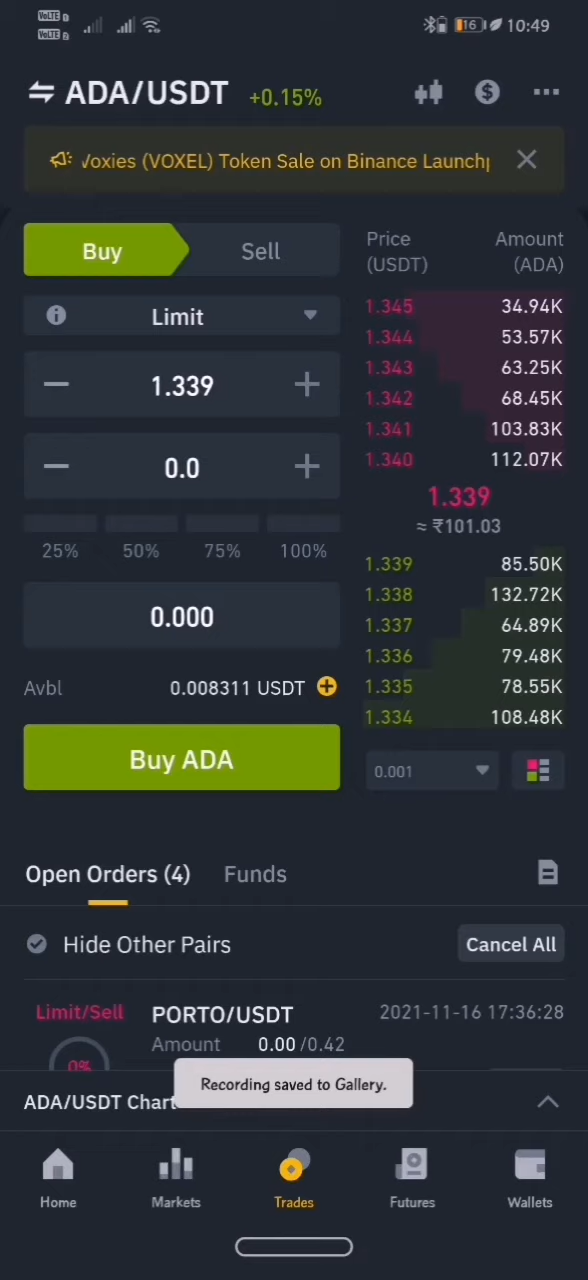 VoLTE
VoLTE
16 10:49
ADA/USDT +0.15%
Voxies (VOXEL) Token Sale on Binance Launchp
Buy Sell
Limit
1.339
0.0
25% 50% 75% 100%
0.000
Avbl 0.008311 USDT
Buy ADA
Price Amount
(USDT) (ADA)
1.345 34.94K
1.344 53.57K
1.343 63.25K
1.342 68.45K
1.341 103.83K
1.340 112.07K
1.339
≈ ₹101.03
1.339 85.50K
1.338 132.72K
1.337 64.89K
1.336 79.48K
1.335 78.55K
1.334 108.48K
0.001
Open Orders (4) Funds
Hide Other Pairs Cancel All
Limit/Sell PORTO/USDT 2021-11-16 17:36:28
0% Amount 0.00 /0.42
Recording saved to Gallery.
ADA/USDT Chart
Home Markets Trades Futures Wallets